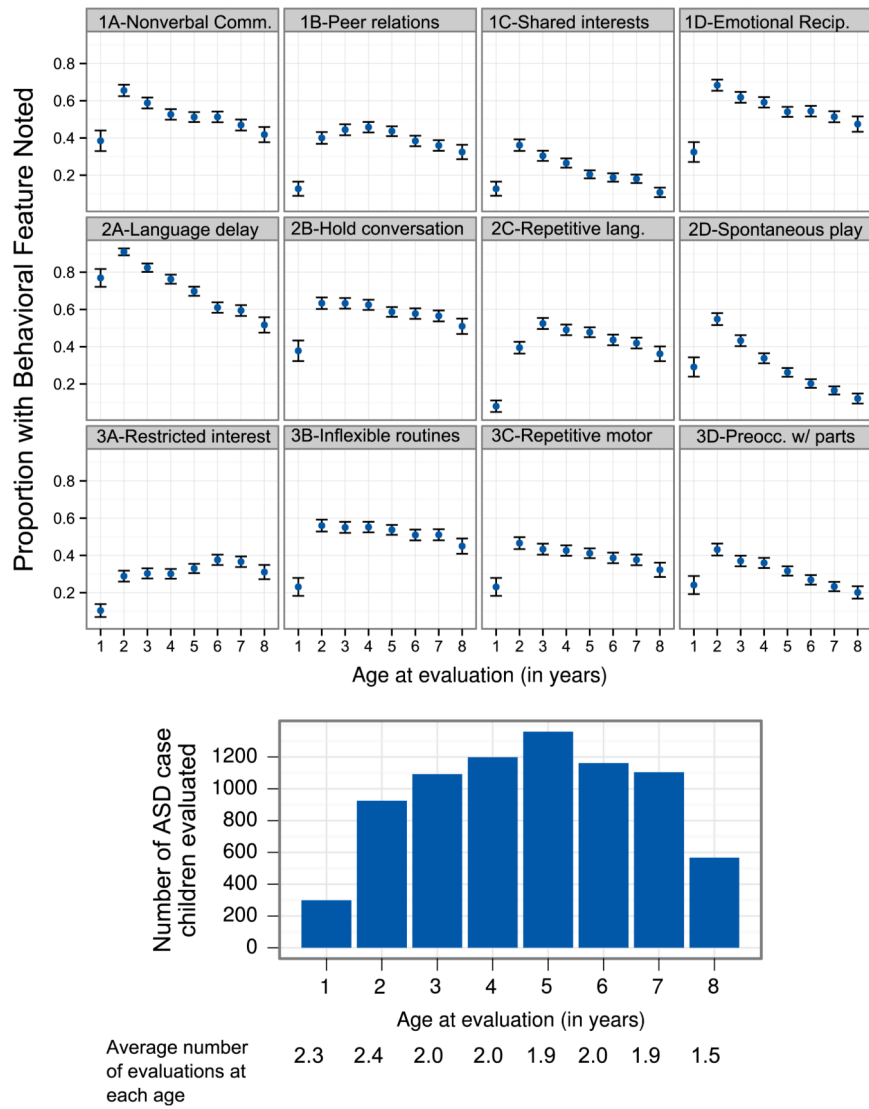 Proportion with Behavioral Feature Noted
1A-Nonverbal Comm. 1B-Peer relations 1C-Shared interests 1D-Emotional Recip.
0.8
0.6
0.4
0.2
2A-Language delay 2B-Hold conversation 2C-Repetitive lang. 2D-Spontaneous play
0.8
0.6
0.4
0.2
3A-Restricted interest 3B-Inflexible routines 3C-Repetitive motor 3D-Preocc. w/ parts
0.8
0.6
0.4
0.2
1 2 3 4 5 6 7 8 1 2 3 4 5 6 7 8 1 2 3 4 5 6 7 8 1 2 3 4 5 6 7 8
Age at evaluation (in years)
Number of ASD case
children evaluated
1200
1000
800
600
400
200
0
1 2 3 4 5 6 7 8
Age at evaluation (in years)
Average number
of evaluations at
each age
2.3 2.4 2.0 2.0 1.9 2.0 1.9 1.5